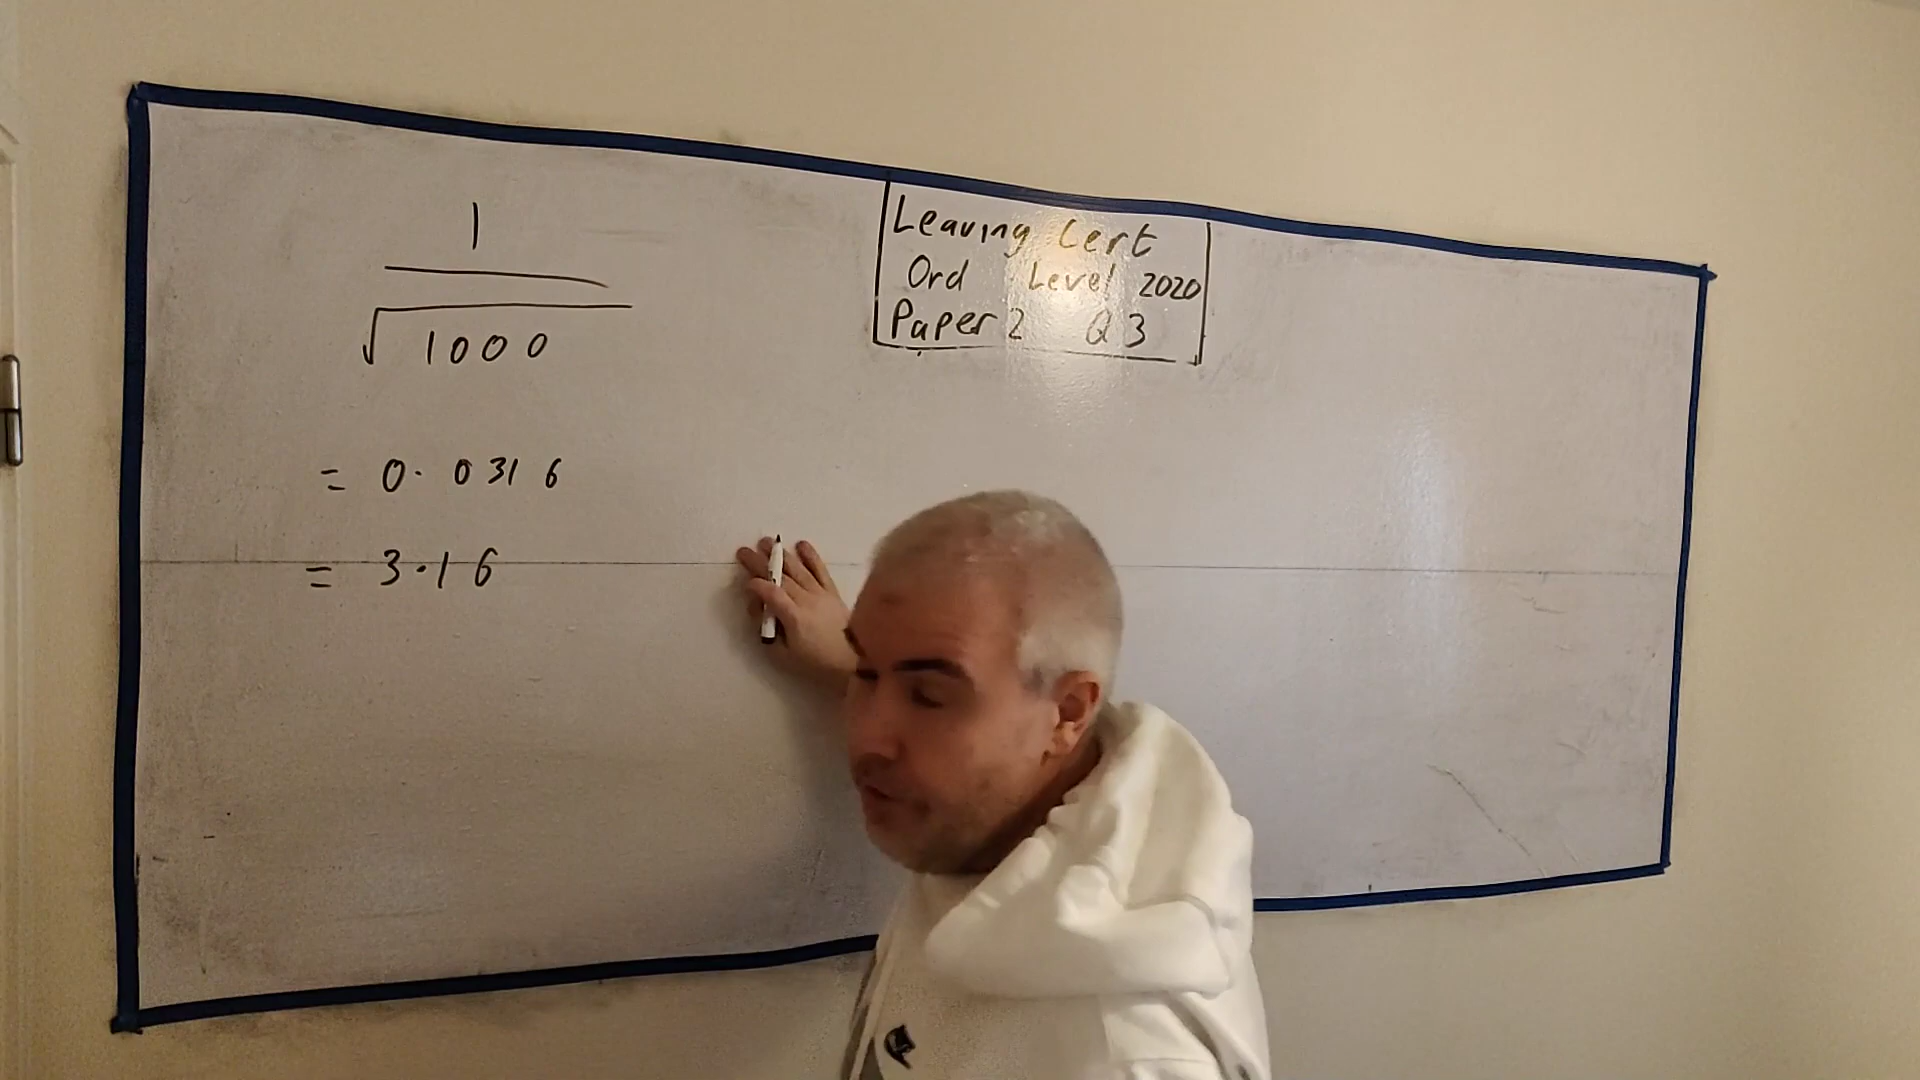 1
√1000
= 0.0316
= 3.16
Leaving Cert
Ord Level 2020
Paper 2 Q3